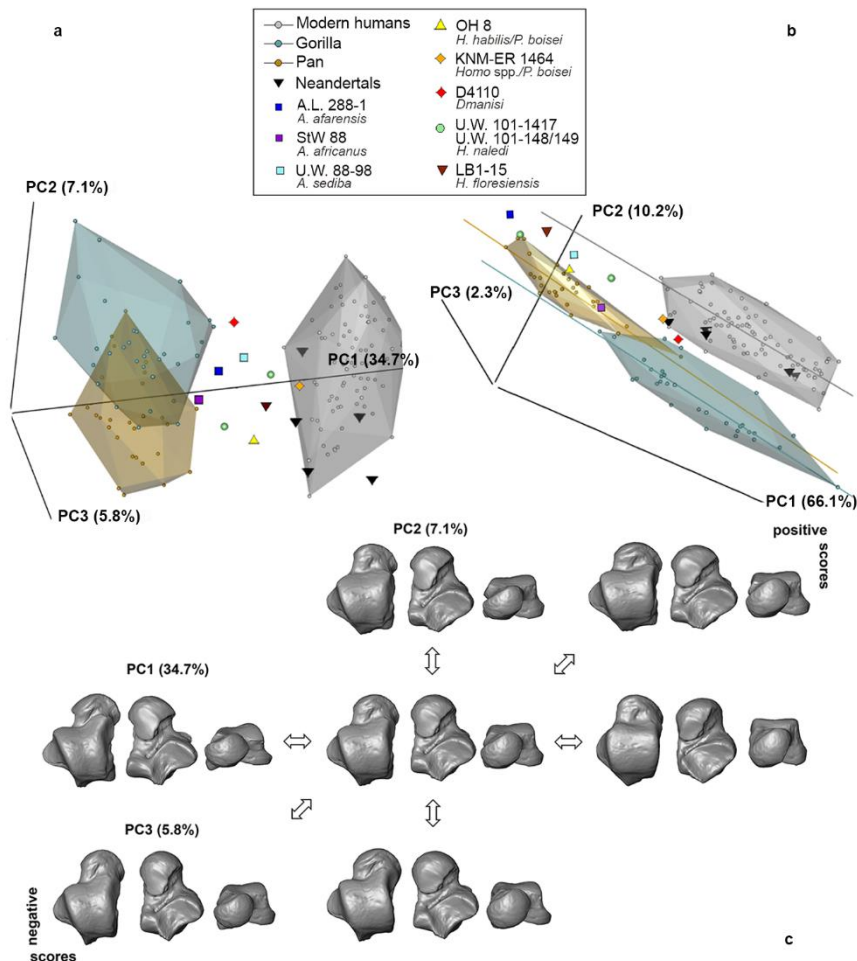 a
b
Modern humans
Gorilla
Pan
Neandertals
A.L. 288-1
A. afarensis
StW 88
A. africanus
U.W. 88-98
A. sediba
OH 8
H. habilis/P. boisei
KNM-ER 1464
Homo spp./P. boisei
D4110
Dmanisi
U.W. 101-1417
U.W. 101-148/149
H. naledi
LB1-15
H. floresiensis
PC2 (7.1%)
PC1 (34.7%)
PC3 (5.8%)
PC2 (10.2%)
PC3 (2.3%)
PC1 (66.1%)
PC2 (7.1%)
positive
scores
PC1 (34.7%)
PC3 (5.8%)
negative
scores
c